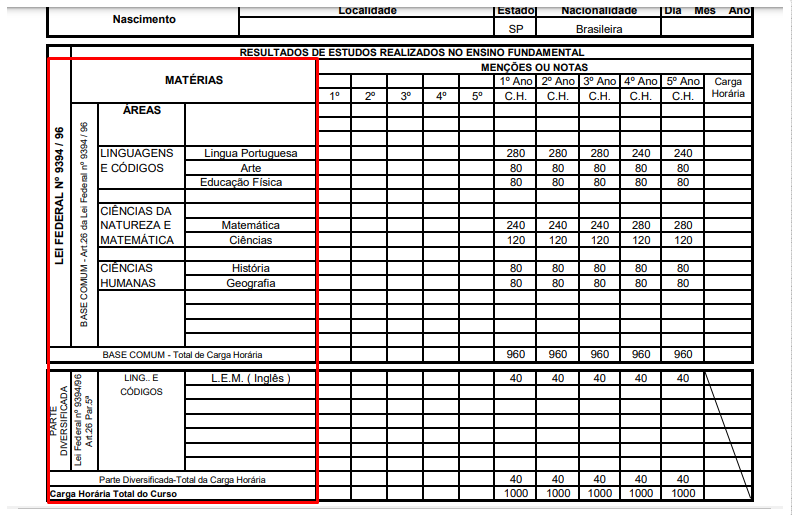 Localidade Estado Nacionalidade Dia Mes Ano
Nascimento
SP Brasileira
RESULTADOS DE ESTUDOS REALIZADOS NO ENSINO FUNDAMENTAL
MATÉRIAS MENÇÕES OU NOTAS
1º Ano 2º Ano 3º Ano 4º Ano 5º Ano Carga Horária
1º 2º 3º 4º 5º C.H. C.H. C.H. C.H. C.H.
LEI FEDERAL Nº 9394 / 96
BASE COMUM - Art.26 da Lei Federal nº 9394 / 96
ÁREAS
LINGUAGENS Lingua Portuguesa 280 280 280 240 240
E CÓDIGOS Arte 80 80 80 80 80
Educação Física 80 80 80 80 80
CIÊNCIAS DA
NATUREZA E Matemática 240 240 240 280 280
MATEMÁTICA Ciências 120 120 120 120 120
CIÊNCIAS História 80 80 80 80 80
HUMANAS Geografia 80 80 80 80 80
BASE COMUM - Total de Carga Horária 960 960 960 960 960
PARTE
DIVERSIFICADA
Lei Federal nº 9394/96
Art.26 Par.5ª
LING.. E L.E.M. ( Inglês ) 40 40 40 40 40
CÓDIGOS
Parte Diversificada-Total da Carga Horária 40 40 40 40 40
Carga Horária Total do Curso 1000 1000 1000 1000 1000